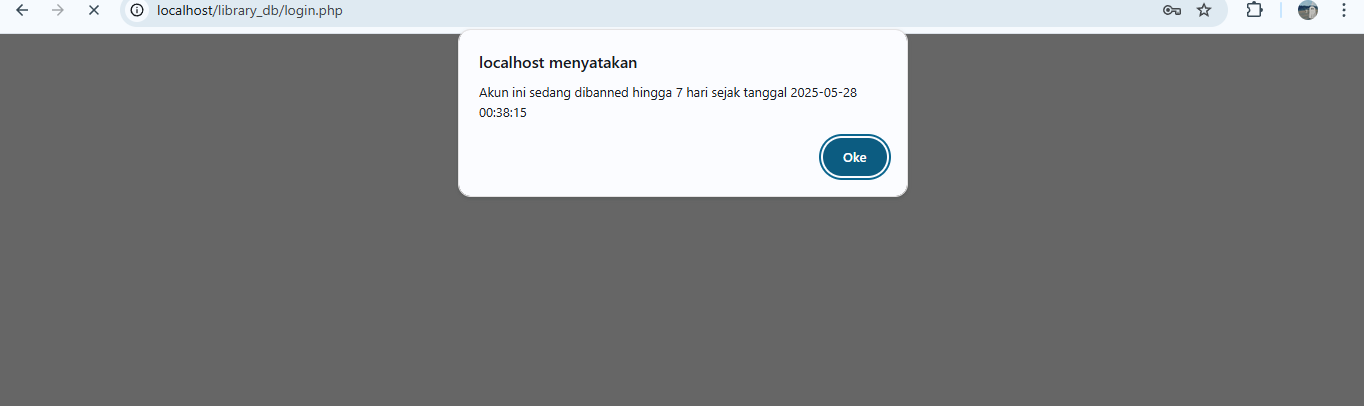 localhost/library_db/login.php
localhost menyatakan
Akun ini sedang dibanned hingga 7 hari sejak tanggal 2025-05-28
00:38:15
Oke